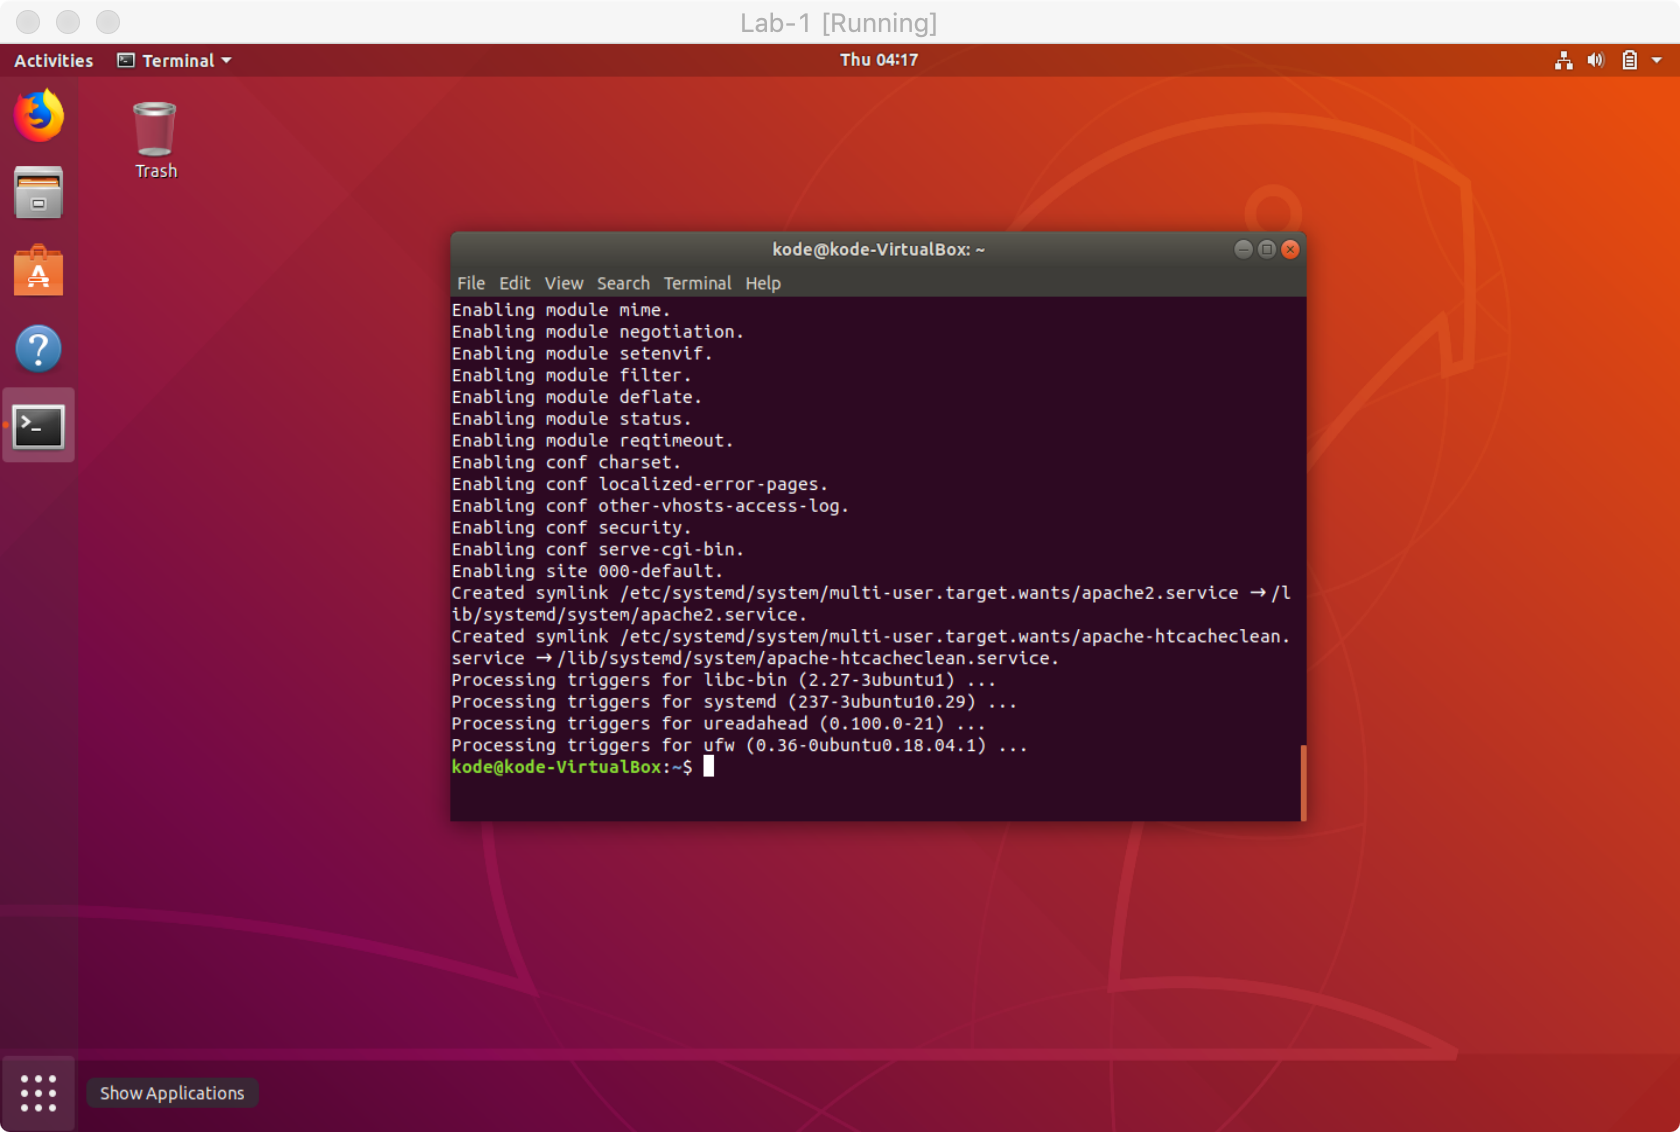 Lab-1 [Running]
Activities
Terminal
Thu 04:17
Trash
kode@kode-VirtualBox: ~
File Edit View Search Terminal Help
Enabling module mime.
Enabling module negotiation.
Enabling module setenvif.
Enabling module filter.
Enabling module deflate.
Enabling module status.
Enabling module reqtimeout.
Enabling conf charset.
Enabling conf localized-error-pages.
Enabling conf other-vhosts-access-log.
Enabling conf security.
Enabling conf serve-cgi-bin.
Enabling site 000-default.
Created symlink /etc/systemd/system/multi-user.target.wants/apache2.service → /l
ib/systemd/system/apache2.service.
Created symlink /etc/systemd/system/multi-user.target.wants/apache-htcacheclean.
service → /lib/systemd/system/apache-htcacheclean.service.
Processing triggers for libc-bin (2.27-3ubuntu1) ...
Processing triggers for systemd (237-3ubuntu10.29) ...
Processing triggers for ureadahead (0.100.0-21) ...
Processing triggers for ufw (0.36-0ubuntu0.18.04.1) ...
kode@kode-VirtualBox:~$
Show Applications